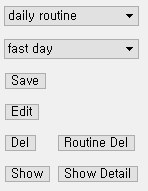 daily routine
fast day
Save
Edit
Del Routine Del
Show Show Detail